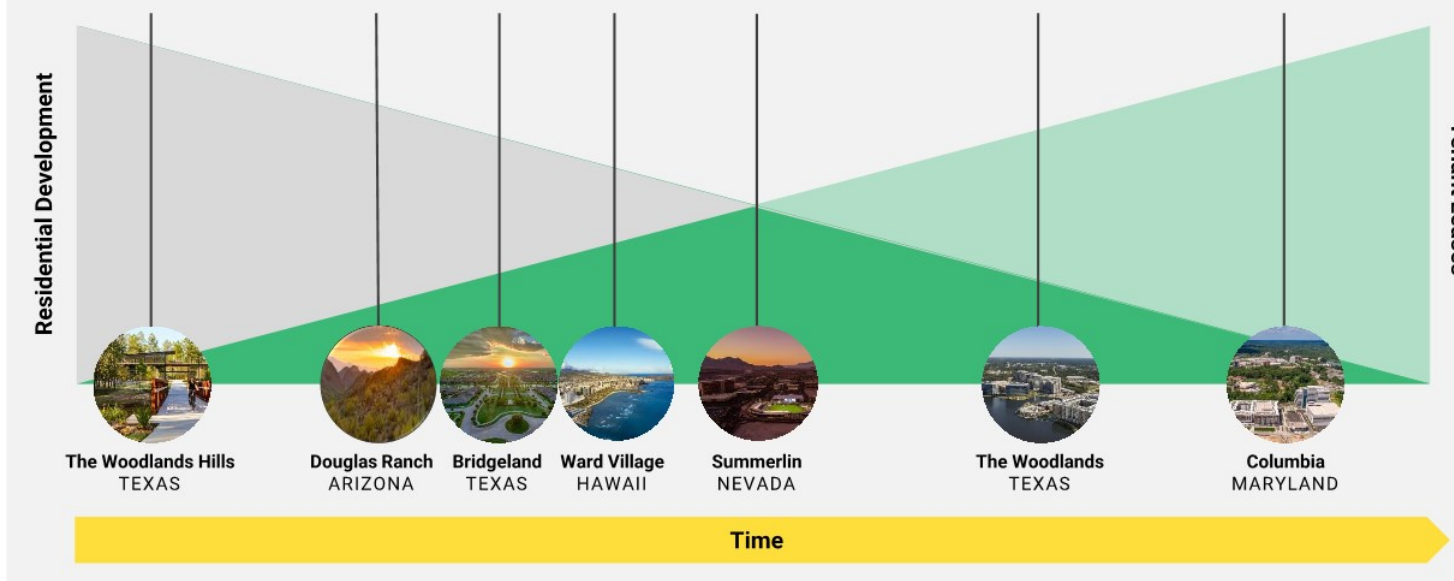 Residential Development
The Woodlands Hills
TEXAS
Douglas Ranch
ARIZONA
Bridgeland
TEXAS
Ward Village
HAWAII
Summerlin
NEVADA
The Woodlands
TEXAS
Columbia
MARYLAND
Time